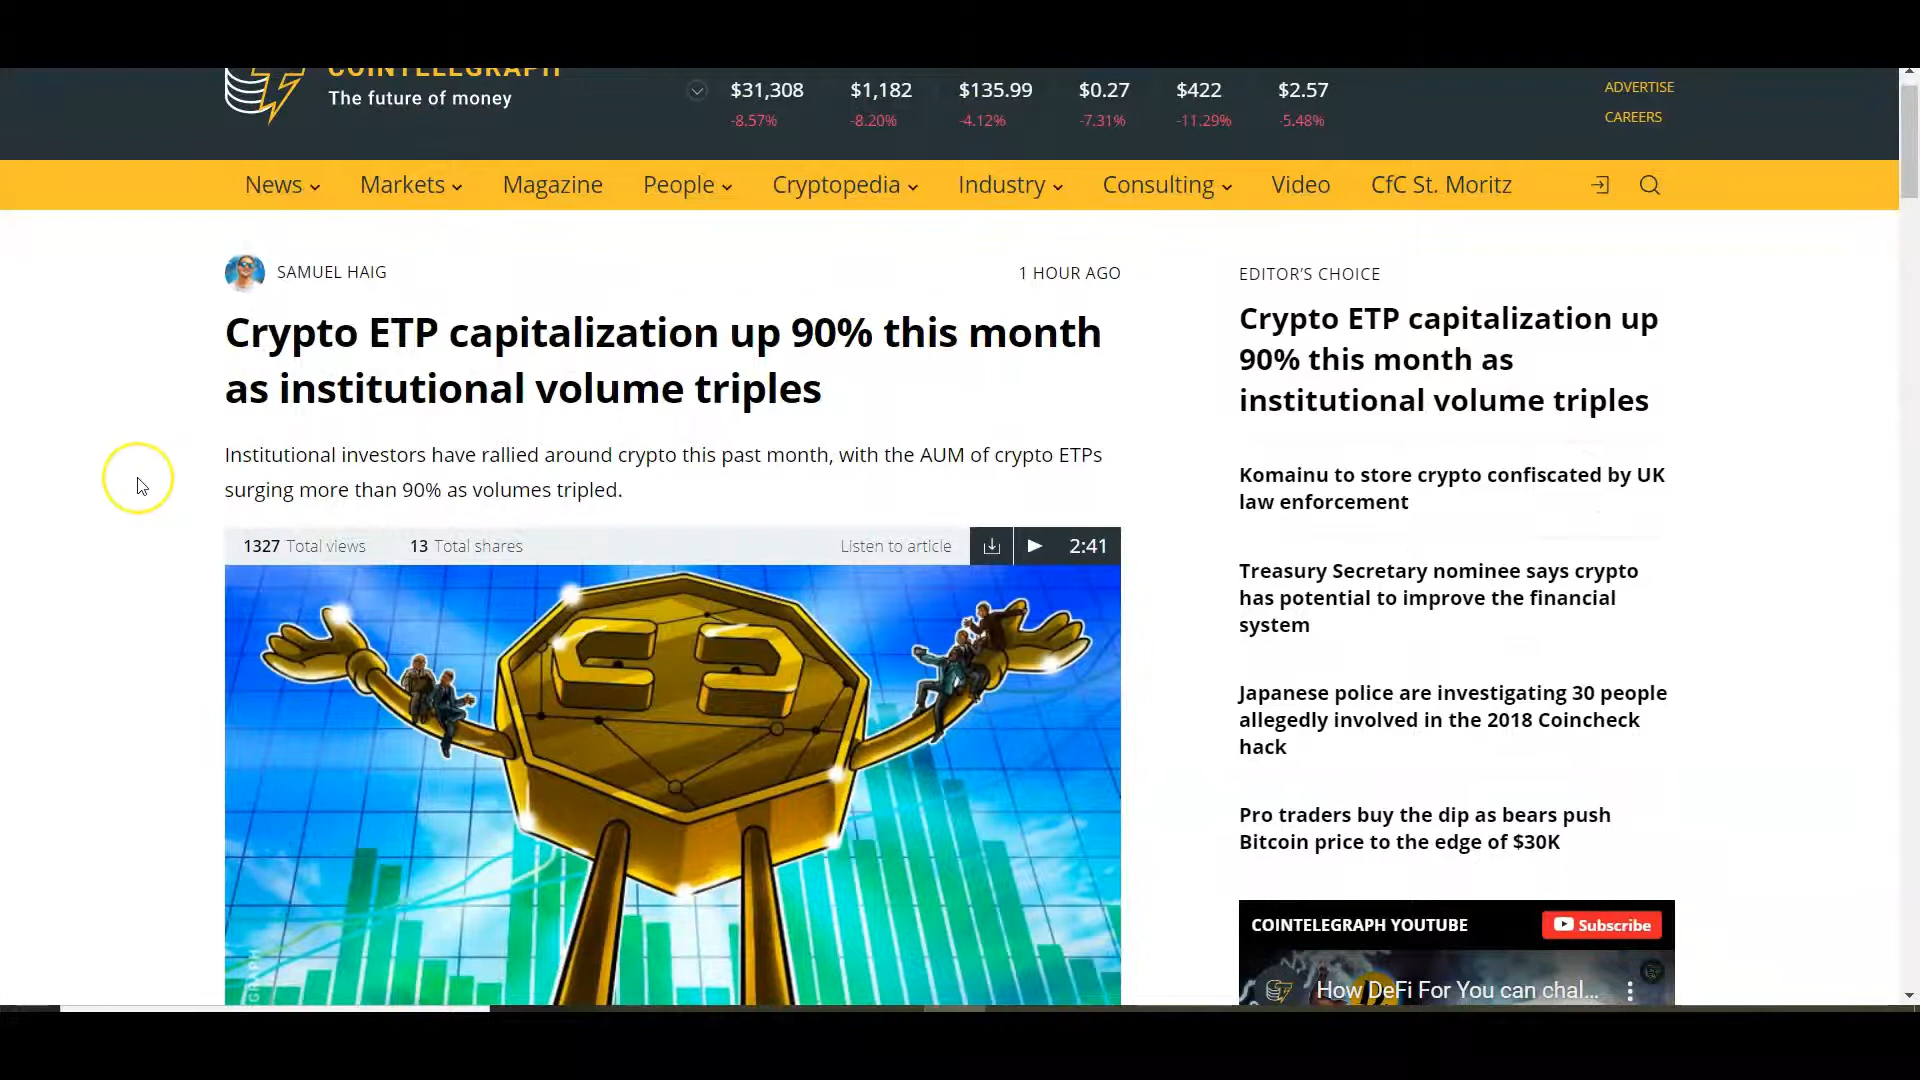 COINTELEGRAPH
The future of money
$31,308 $1,182 $135.99 $0.27 $422 $2.57
-8.57% -8.20% -4.12% -7.31% -11.29% -5.48%
ADVERTISE
CAREERS
News Markets Magazine People Cryptopedia Industry Consulting Video CfC St. Moritz
SAMUEL HAIG
1 HOUR AGO
Crypto ETP capitalization up 90% this month
as institutional volume triples
Institutional investors have rallied around crypto this past month, with the AUM of crypto ETPs
surging more than 90% as volumes tripled.
1327 Total views 13 Total shares Listen to article 2:41
EDITOR'S CHOICE
Crypto ETP capitalization up
90% this month as
institutional volume triples
Komainu to store crypto confiscated by UK
law enforcement
Treasury Secretary nominee says crypto
has potential to improve the financial
system
Japanese police are investigating 30 people
allegedly involved in the 2018 Coincheck
hack
Pro traders buy the dip as bears push
Bitcoin price to the edge of $30K
COINTELEGRAPH YOUTUBE
Subscribe
How DeFi For You can chal...